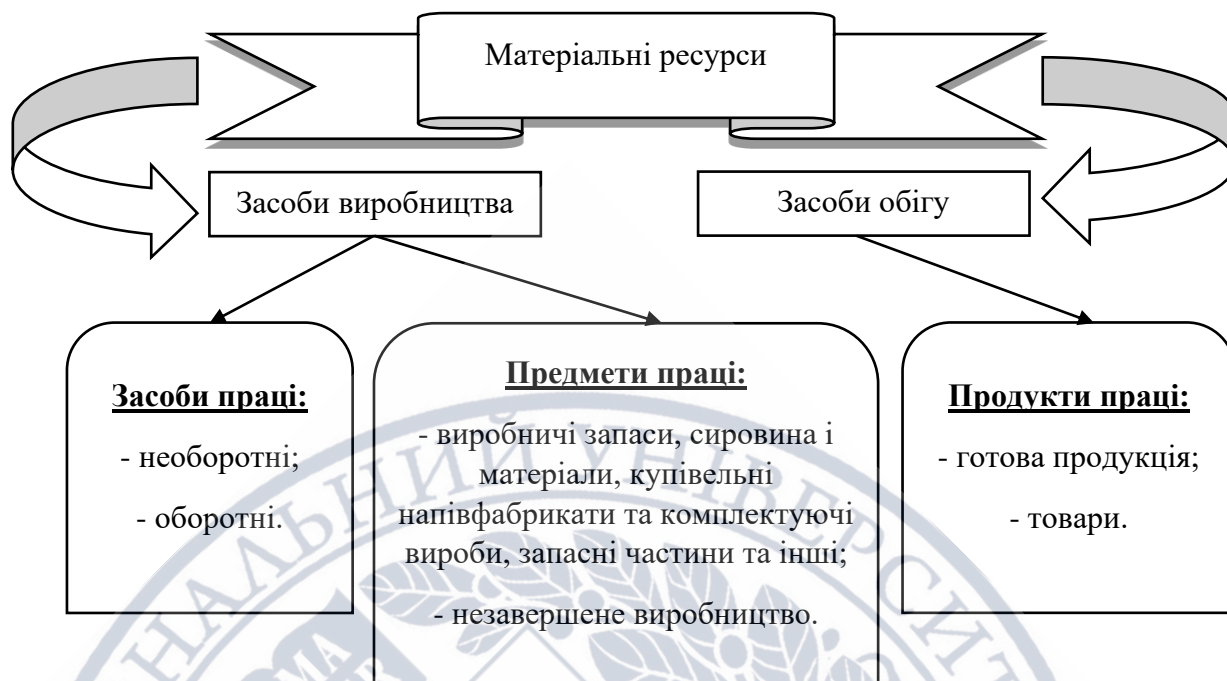 Матеріальні ресурси
Засоби виробництва
Засоби обігу
Засоби праці:
- необоротні;
- оборотні.
Предмети праці:
- виробничі запаси, сировина і
матеріали, купівельні
напівфабрикати та комплектуючі
вироби, запасні частини та інші;
- незавершене виробництво.
Продукти праці:
- готова продукція;
- товари.